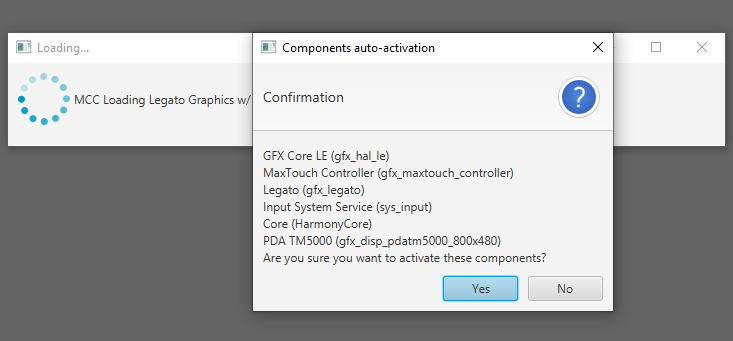 Loading...
Components auto-activation
MCC Loading Legato Graphics w/
Confirmation
?
GFX Core LE (gfx_hal_le)
MaxTouch Controller (gfx_maxtouch_controller)
Legato (gfx_legato)
Input System Service (sys_input)
Core (HarmonyCore)
PDA TM5000 (gfx_disp_pdatm5000_800x480)
Are you sure you want to activate these components?
Yes
No